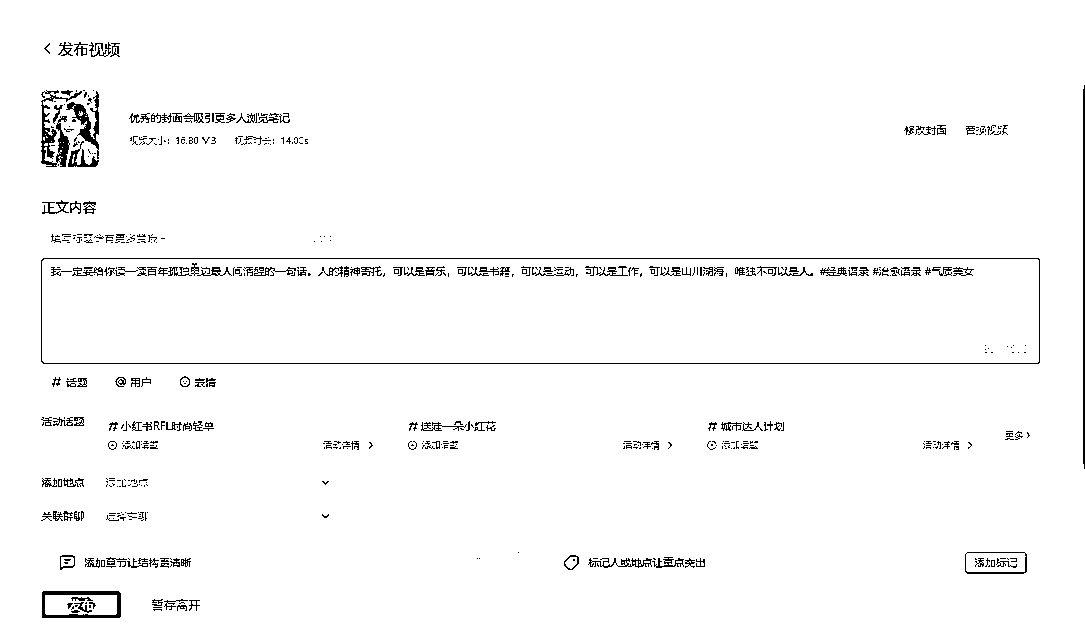 发布视频
优秀的封面会吸引更多人浏览笔记
视频大小: 视频时长:
修改封面 替换视频
正文内容
填写标题会有更多赞哦~
我一定要给你读一读百年孤独里边最人间清醒的一句话。人的精神寄托，可以是音乐，可以是书籍，可以是运动，可以是工作，可以是山川湖海，唯独不可以是人。#经典语录 #治愈语录 #气质美女
# 话题 @ 用户 表情
活动话题
# 小红书RFL时尚轻单 # 送娃一朵小红花 # 城市达人计划
添加话题 活动详情 添加话题 活动详情 添加话题 活动详情
更多
添加地点 添加地点
关联群聊 选择群聊
添加章节让结构更清晰 标记人或地点让重点突出 添加标记
发布 暂存离开